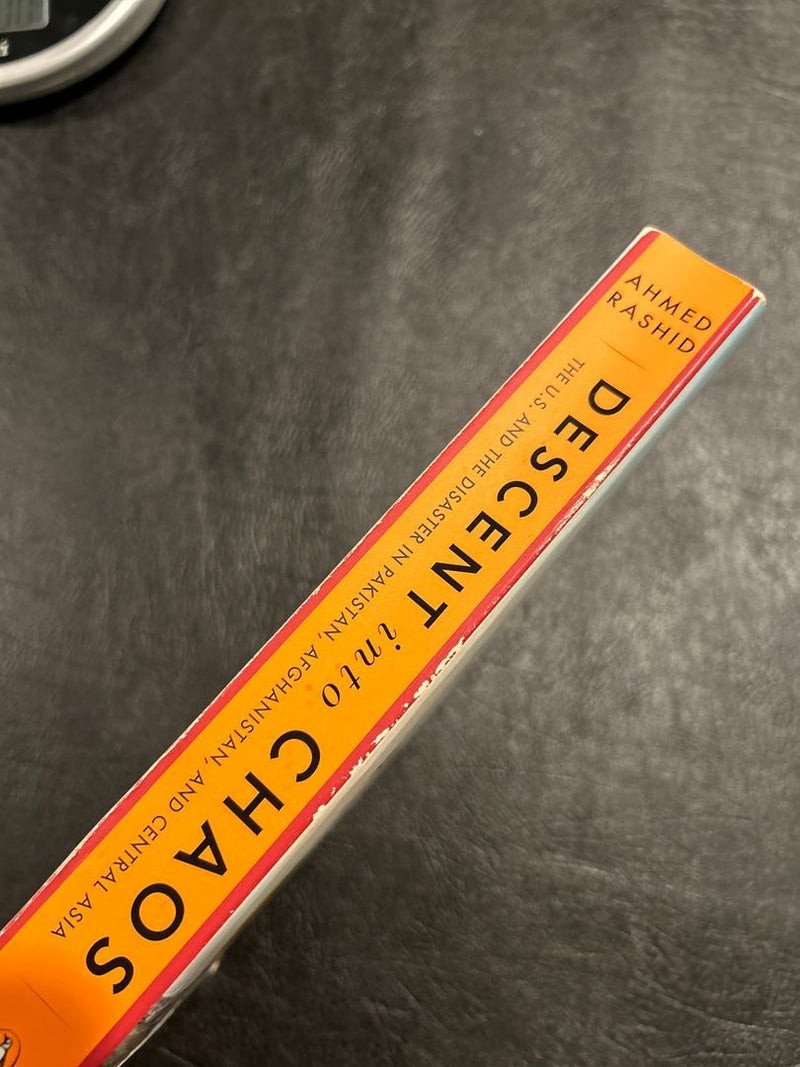 AHMED
RASHID
DESCENT into CHAOS
THE U.S. AND THE DISASTER IN PAKISTAN, AFGHANISTAN, AND CENTRAL ASIA